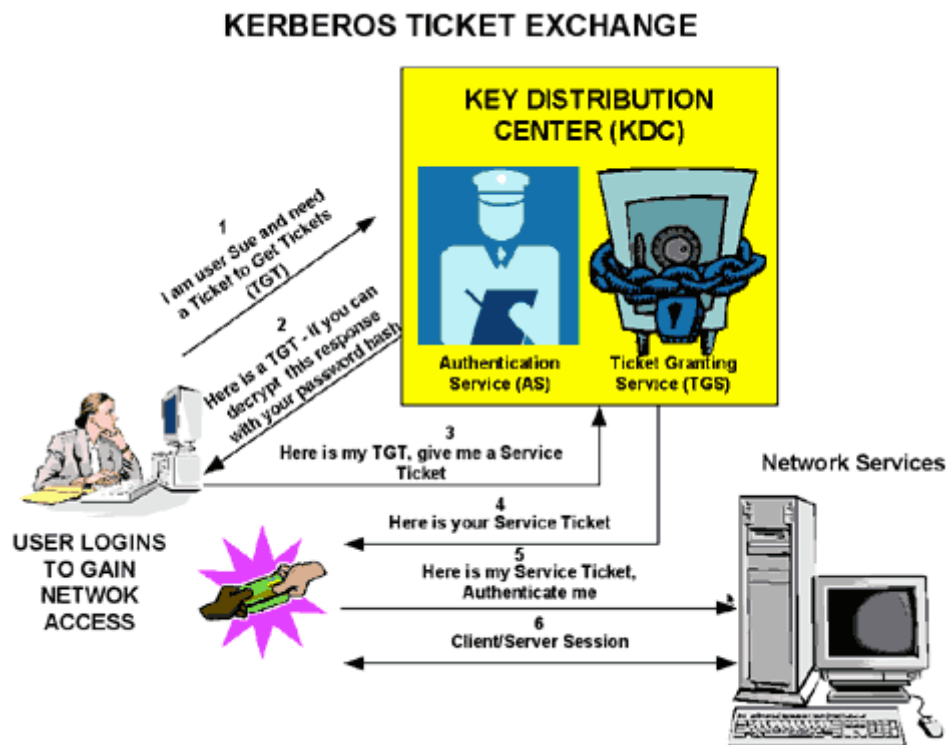 KERBEROS TICKET EXCHANGE
KEY DISTRIBUTION
CENTER (KDC)
Authentication
Service (AS)
Ticket Granting
Service (TGS)
1
I am user Sue and need
a Ticket to Get Tickets
(TGT)
2
Here is a TGT - if you can
decrypt this response
with your password hash
3
Here is my TGT, give me a Service
Ticket
4
Here is your Service Ticket
5
Here is my Service Ticket,
Authenticate me
6
Client/Server Session
Network Services
USER LOGINS
TO GAIN
NETWOK
ACCESS